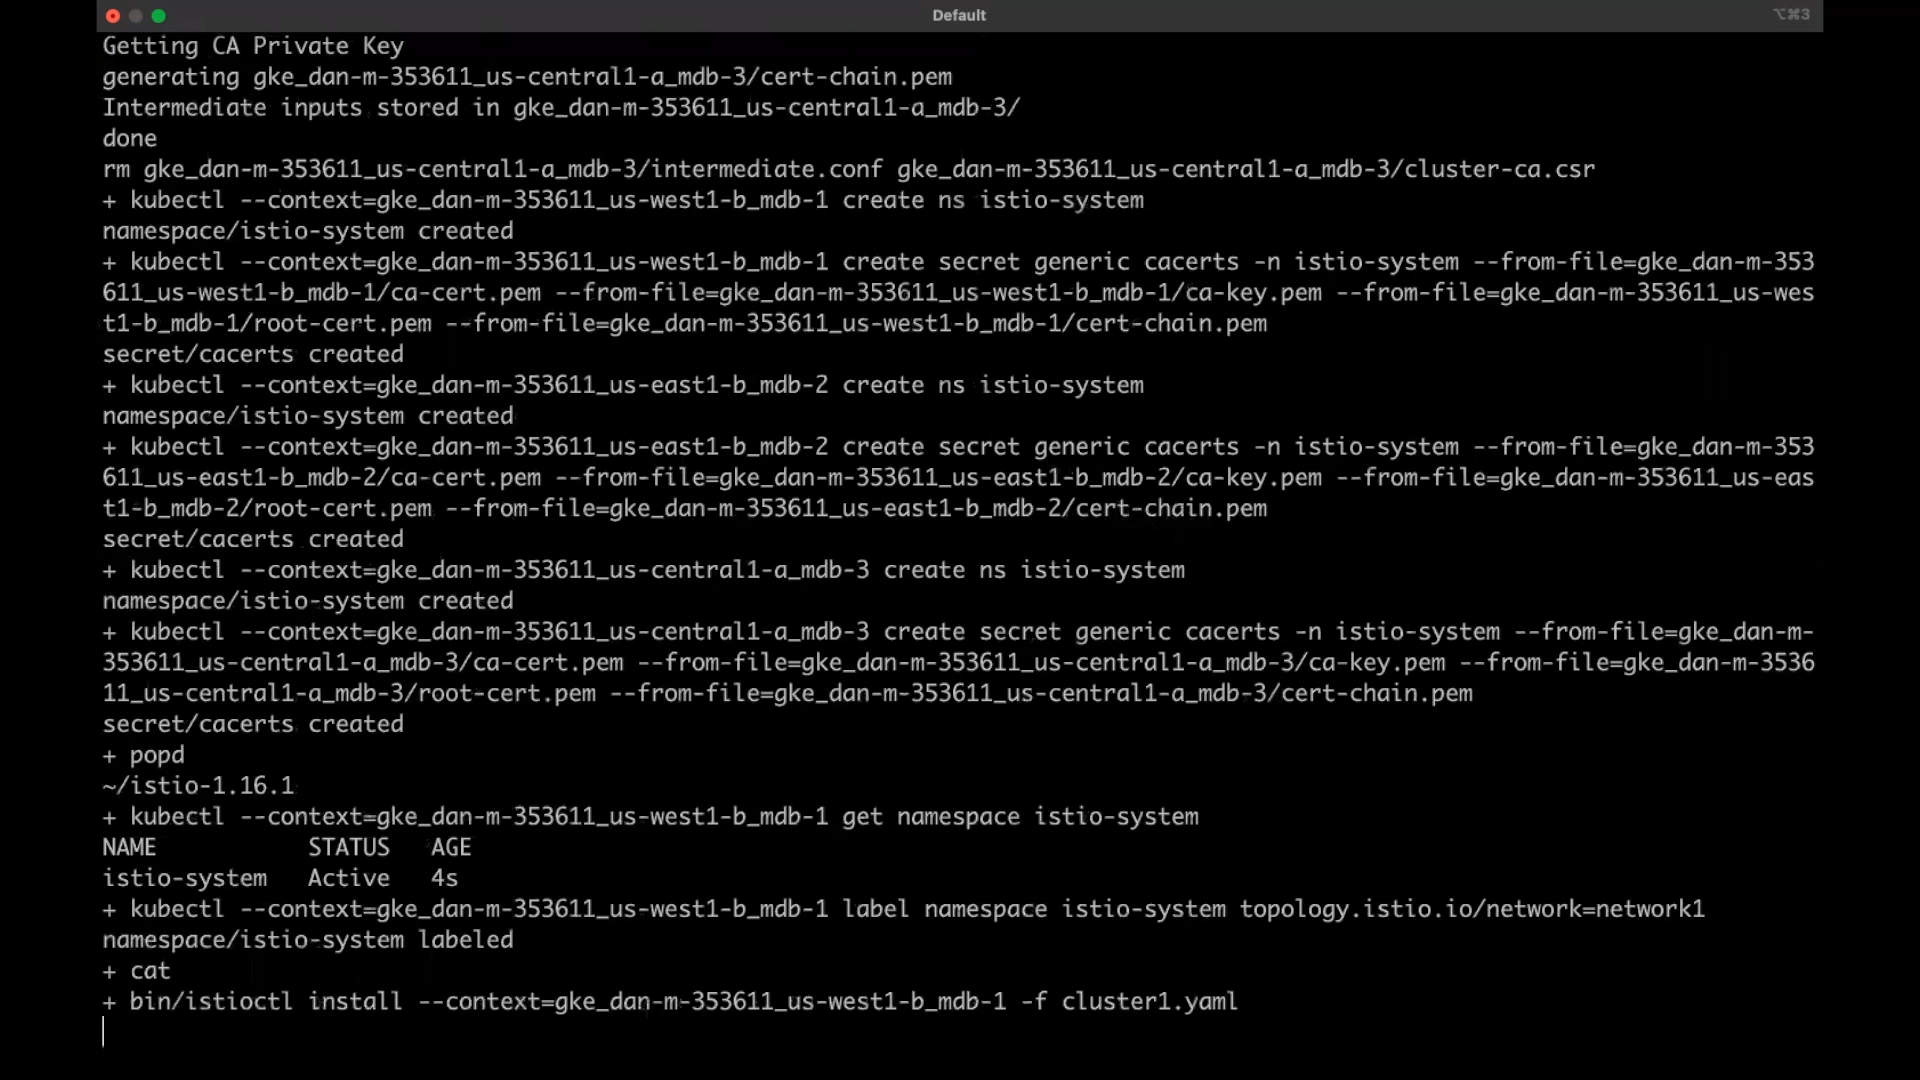 Default
⌥⌘3
Getting CA Private Key
generating gke_dan-m-353611_us-central1-a_mdb-3/cert-chain.pem
Intermediate inputs stored in gke_dan-m-353611_us-central1-a_mdb-3/
done
rm gke_dan-m-353611_us-central1-a_mdb-3/intermediate.conf gke_dan-m-353611_us-central1-a_mdb-3/cluster-ca.csr
+ kubectl --context=gke_dan-m-353611_us-west1-b_mdb-1 create ns istio-system
namespace/istio-system created
+ kubectl --context=gke_dan-m-353611_us-west1-b_mdb-1 create secret generic cacerts -n istio-system --from-file=gke_dan-m-353
611_us-west1-b_mdb-1/ca-cert.pem --from-file=gke_dan-m-353611_us-west1-b_mdb-1/ca-key.pem --from-file=gke_dan-m-353611_us-wes
t1-b_mdb-1/root-cert.pem --from-file=gke_dan-m-353611_us-west1-b_mdb-1/cert-chain.pem
secret/cacerts created
+ kubectl --context=gke_dan-m-353611_us-east1-b_mdb-2 create ns istio-system
namespace/istio-system created
+ kubectl --context=gke_dan-m-353611_us-east1-b_mdb-2 create secret generic cacerts -n istio-system --from-file=gke_dan-m-353
611_us-east1-b_mdb-2/ca-cert.pem --from-file=gke_dan-m-353611_us-east1-b_mdb-2/ca-key.pem --from-file=gke_dan-m-353611_us-eas
t1-b_mdb-2/root-cert.pem --from-file=gke_dan-m-353611_us-east1-b_mdb-2/cert-chain.pem
secret/cacerts created
+ kubectl --context=gke_dan-m-353611_us-central1-a_mdb-3 create ns istio-system
namespace/istio-system created
+ kubectl --context=gke_dan-m-353611_us-central1-a_mdb-3 create secret generic cacerts -n istio-system --from-file=gke_dan-m-
353611_us-central1-a_mdb-3/ca-cert.pem --from-file=gke_dan-m-353611_us-central1-a_mdb-3/ca-key.pem --from-file=gke_dan-m-3536
11_us-central1-a_mdb-3/root-cert.pem --from-file=gke_dan-m-353611_us-central1-a_mdb-3/cert-chain.pem
secret/cacerts created
+ popd
~/istio-1.16.1
+ kubectl --context=gke_dan-m-353611_us-west1-b_mdb-1 get namespace istio-system
NAME STATUS AGE
istio-system Active 4s
+ kubectl --context=gke_dan-m-353611_us-west1-b_mdb-1 label namespace istio-system topology.istio.io/network=network1
namespace/istio-system labeled
+ cat
+ bin/istioctl install --context=gke_dan-m-353611_us-west1-b_mdb-1 -f cluster1.yaml